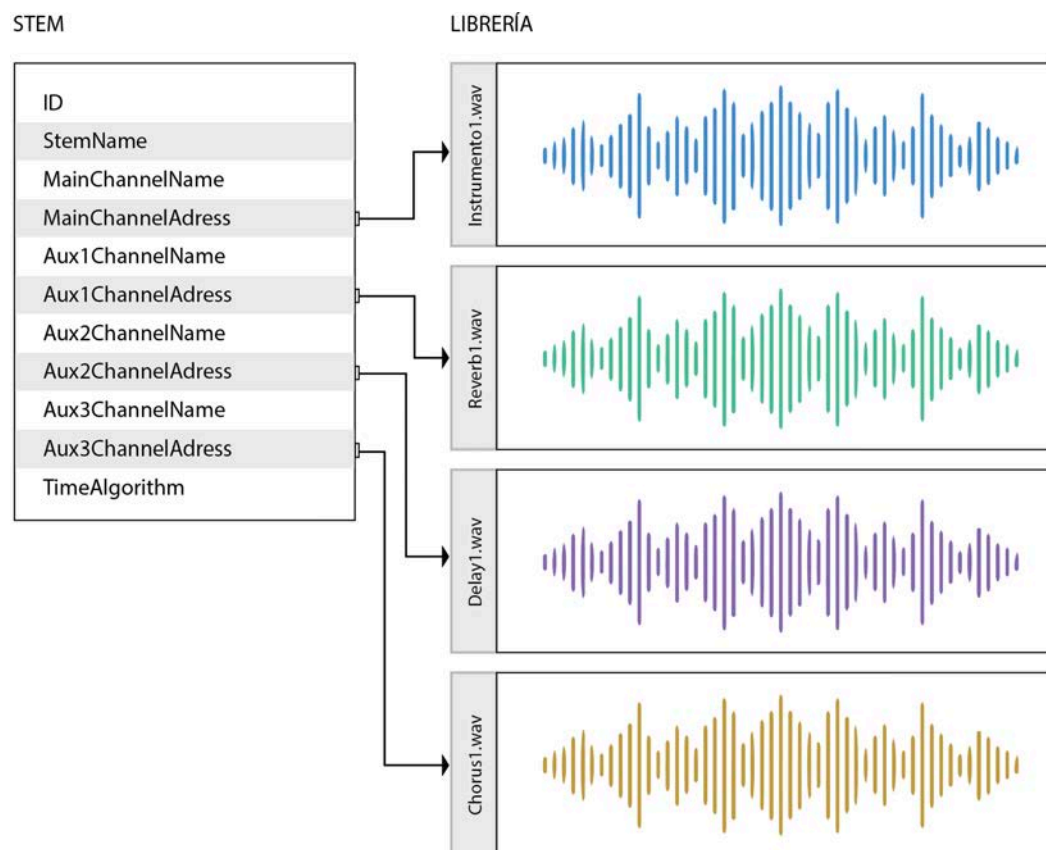 STEM
ID
StemName
MainChannelName
MainChannelAdress
Aux1ChannelName
Aux1ChannelAdress
Aux2ChannelName
Aux2ChannelAdress
Aux3ChannelName
Aux3ChannelAdress
TimeAlgorithm
LIBRERÍA
Instrumento1.wav
Reverb1.wav
Delay1.wav
Chorus1.wav